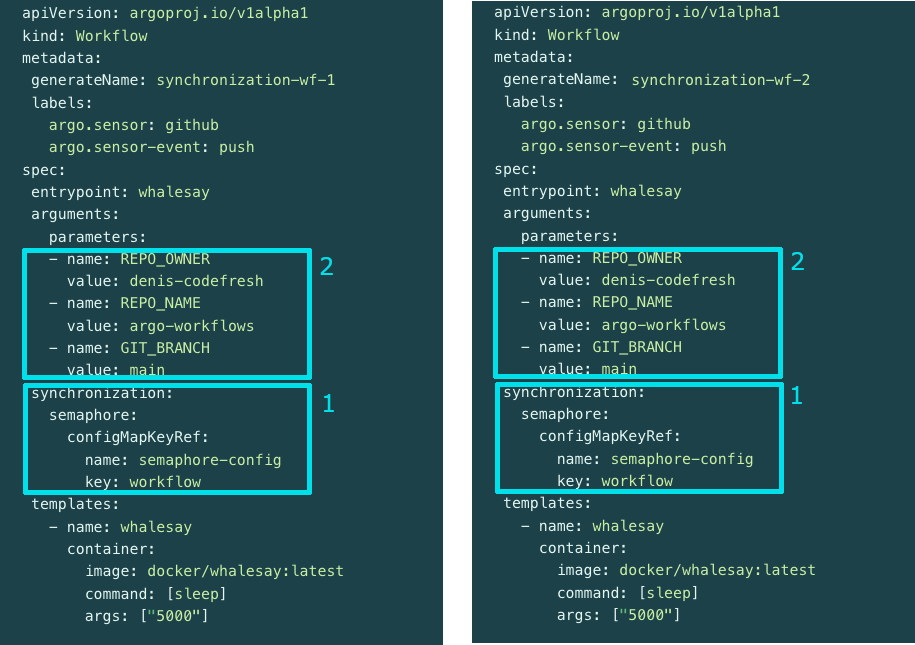 apiVersion: argoproj.io/v1alpha1
kind: Workflow
metadata:
 generateName: synchronization-wf-1
 labels:
   argo.sensor: github
   argo.sensor-event: push
spec:
 entrypoint: whalesay
 arguments:
   parameters:
   - name: REPO_OWNER
     value: denis-codefresh
   - name: REPO_NAME
     value: argo-workflows
   - name: GIT_BRANCH
     value: main
2
 synchronization:
   semaphore:
     configMapKeyRef:
       name: semaphore-config
       key: workflow
1
 templates:
   - name: whalesay
     container:
       image: docker/whalesay:latest
       command: [sleep]
       args: ["5000"]
apiVersion: argoproj.io/v1alpha1
kind: Workflow
metadata:
 generateName: synchronization-wf-2
 labels:
   argo.sensor: github
   argo.sensor-event: push
spec:
 entrypoint: whalesay
 arguments:
   parameters:
   - name: REPO_OWNER
     value: denis-codefresh
   - name: REPO_NAME
     value: argo-workflows
   - name: GIT_BRANCH
     value: main
2
 synchronization:
   semaphore:
     configMapKeyRef:
       name: semaphore-config
       key: workflow
1
 templates:
   - name: whalesay
     container:
       image: docker/whalesay:latest
       command: [sleep]
       args: ["5000"]